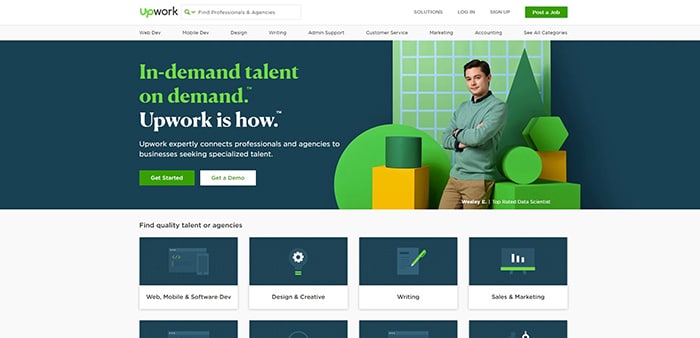 Upwork
Find Professionals & Agencies
SOLUTIONS
LOG IN
SIGN UP
Post a Job
Web Dev
Mobile Dev
Design
Writing
Admin Support
Customer Service
Marketing
Accounting
See All Categories
In-demand talent
on demand.™
Upwork is how.™
Upwork expertly connects professionals and agencies to
businesses seeking specialized talent.
Get Started
Get a Demo
Wesley E. | Top Rated Data Scientist
Find quality talent or agencies
Web, Mobile & Software Dev
Design & Creative
Writing
Sales & Marketing